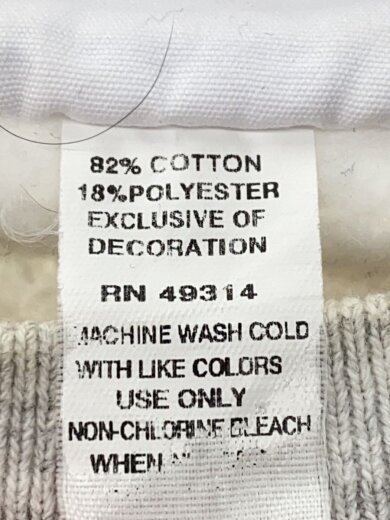 82% COTTON
18%POLYESTER
EXCLUSIVE OF
DECORATION
RN 49314
MACHINE WASH COLD
WITH LIKE COLORS
USE ONLY
NON-CHLORINE BLEACH
WHEN